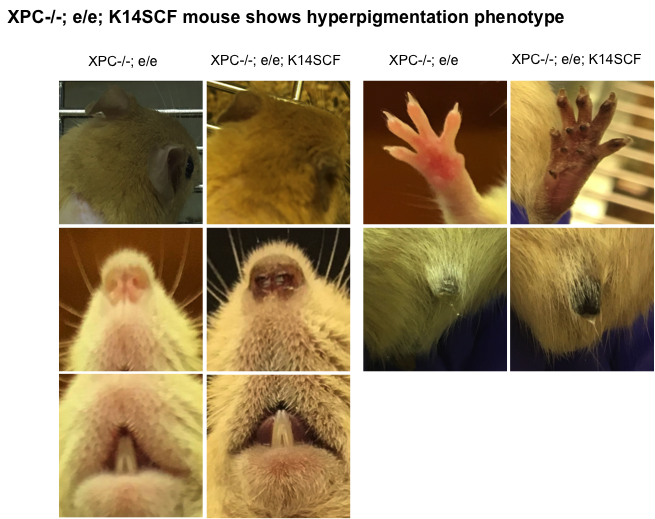 XPC-/-; e/e; K14SCF mouse shows hyperpigmentation phenotype
XPC-/-; e/e XPC-/-; e/e; K14SCF XPC-/-; e/e XPC-/-; e/e; K14SCF